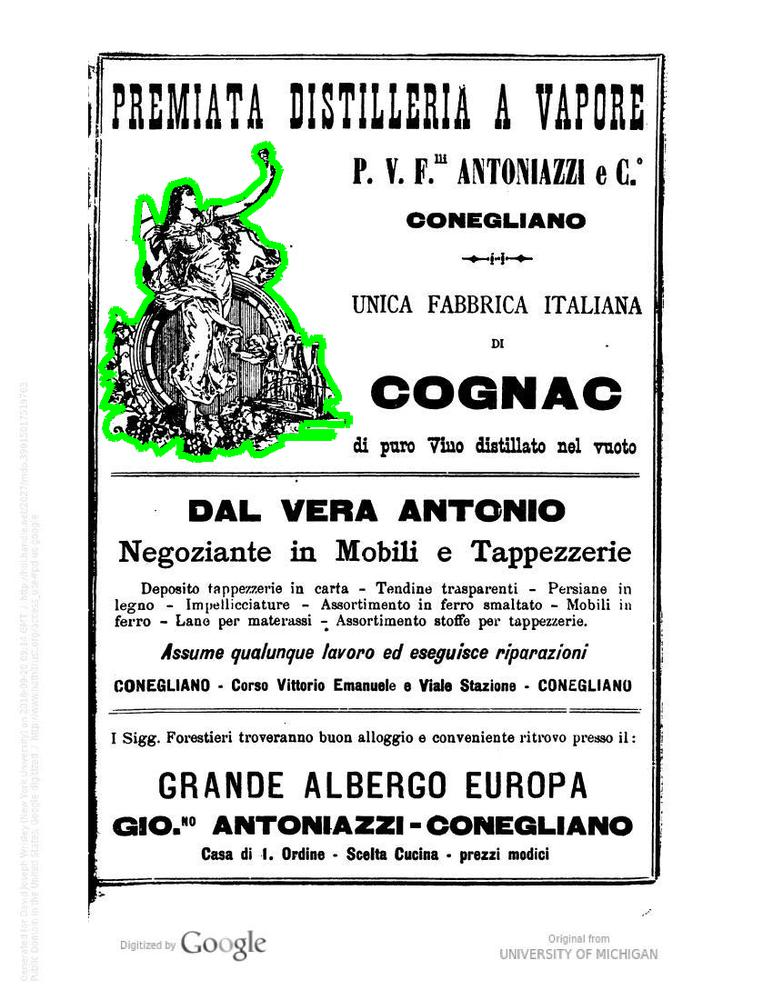 PREMIATA DISTILLERIA A VAPORE
P. V. F.lli ANTONIAZZI e C.°
CONEGLIANO
UNICA FABBRICA ITALIANA
DI
COGNAC
di puro Vino distillato nel vuoto
DAL VERA ANTONIO
Negoziante in Mobili e Tappezzerie
Deposito tappezzerie in carta - Tendine trasparenti - Persiane in
legno - Impellicciature - Assortimento in ferro smaltato - Mobili in
ferro - Lane per materassi - Assortimento stoffe per tappezzerie.
Assume qualunque lavoro ed eseguisce riparazioni
CONEGLIANO - Corso Vittorio Emanuele e Viale Stazione - CONEGLIANO
I Sigg. Forestieri troveranno buon alloggio e conveniente ritrovo presso il:
GRANDE ALBERGO EUROPA
GIO.NO ANTONIAZZI - CONEGLIANO
Casa di I. Ordine - Scelta Cucina - prezzi modici
Digitized by Google
Original from
UNIVERSITY OF MICHIGAN